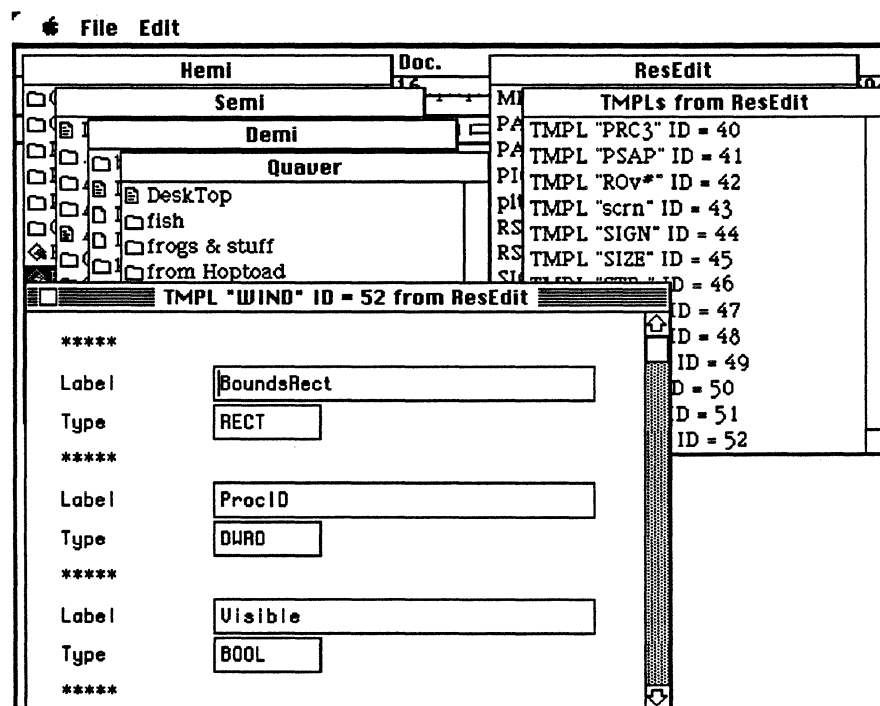 File Edit
Doc.
Hemi
ResEdit
Semi
TMPLs from ResEdit
Demi
Quaver
DeskTop
fish
frogs & stuff
from Hoptoad
TMPL "PRC3" ID = 40
TMPL "PSAP" ID = 41
TMPL "ROv#" ID = 42
TMPL "scrn" ID = 43
TMPL "SIGN" ID = 44
TMPL "SIZE" ID = 45
ID = 46
ID = 47
ID = 48
ID = 49
ID = 50
ID = 51
ID = 52
TMPL "WIND" ID = 52 from ResEdit
*****
Label BoundsRect
Type RECT
*****
Label ProcID
Type DWRD
*****
Label Visible
Type BOOL
*****